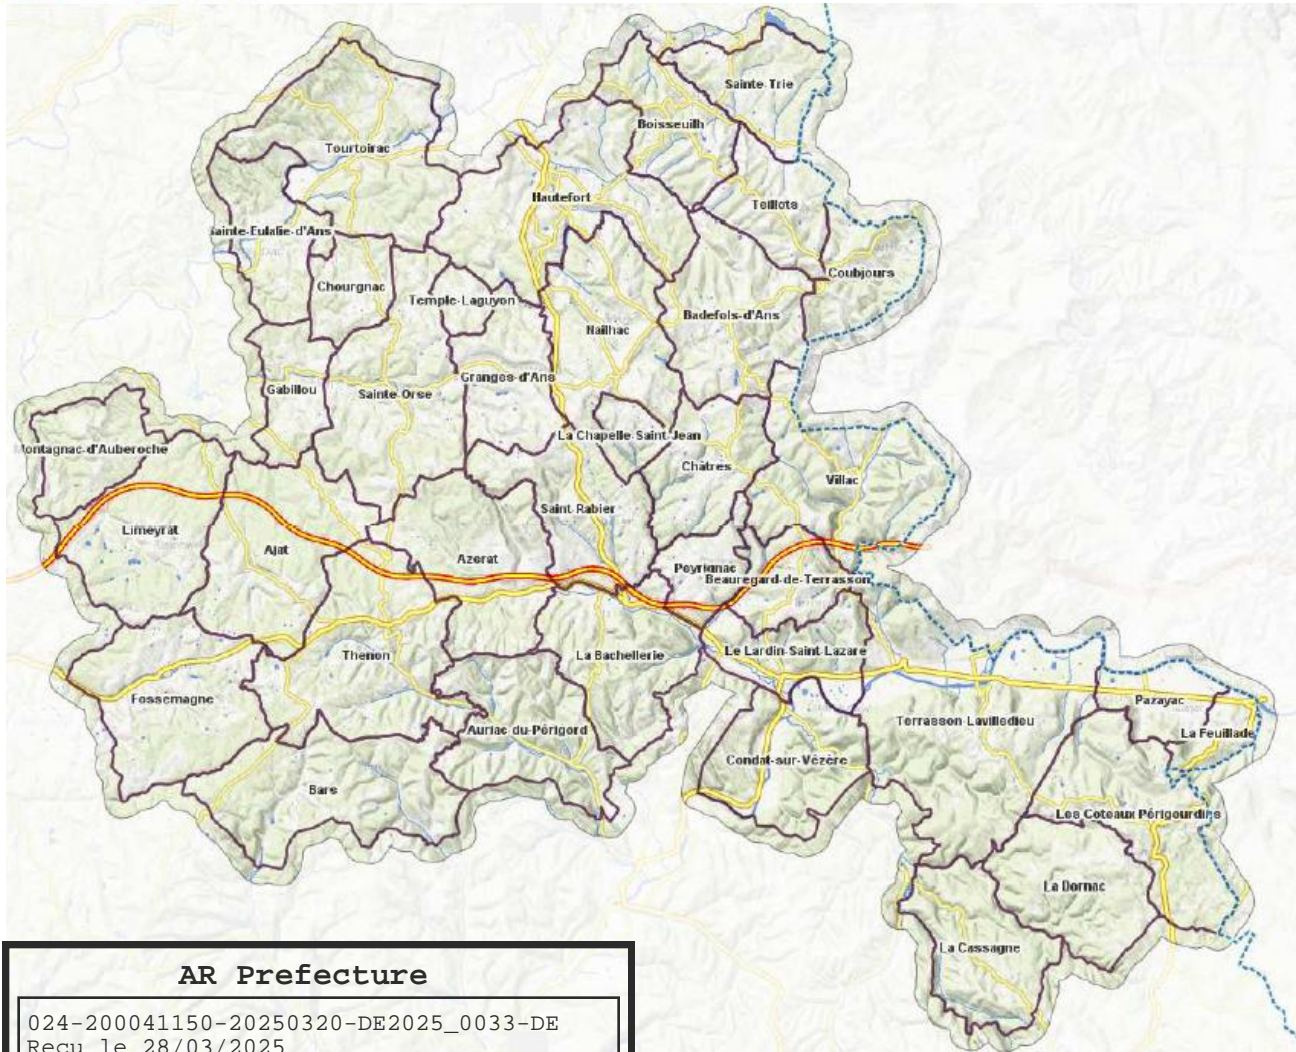 Sainte-Trie
Boisseuilh
Tourtoirac
Hautefort
Teillots
Sainte-Eulalie-d'Ans
Coubjours
Chourgnac
Temple-Laguyon
Badefols-d'Ans
Nailhac
Granges-d'Ans
Gabillou
Sainte-Orse
La Chapelle-Saint-Jean
Montagnac-d'Auberoche
Châtres
Villac
Saint-Rabier
Limeyrat
Ajat
Azerat
Peyrignac
Beauregard-de-Terrasson
Thenon
La Bachellerie
Le Lardin-Saint-Lazare
Fossemagne
Pazayac
Terrasson-Lavilledieu
Auriac-du-Périgord
La Feuillade
Condat-sur-Vézère
Bars
Les Coteaux Périgourdins
La Dornac
La Cassagne
AR Prefecture
024-200041150-20250320-DE2025_0033-DE
Reçu le 28/03/2025